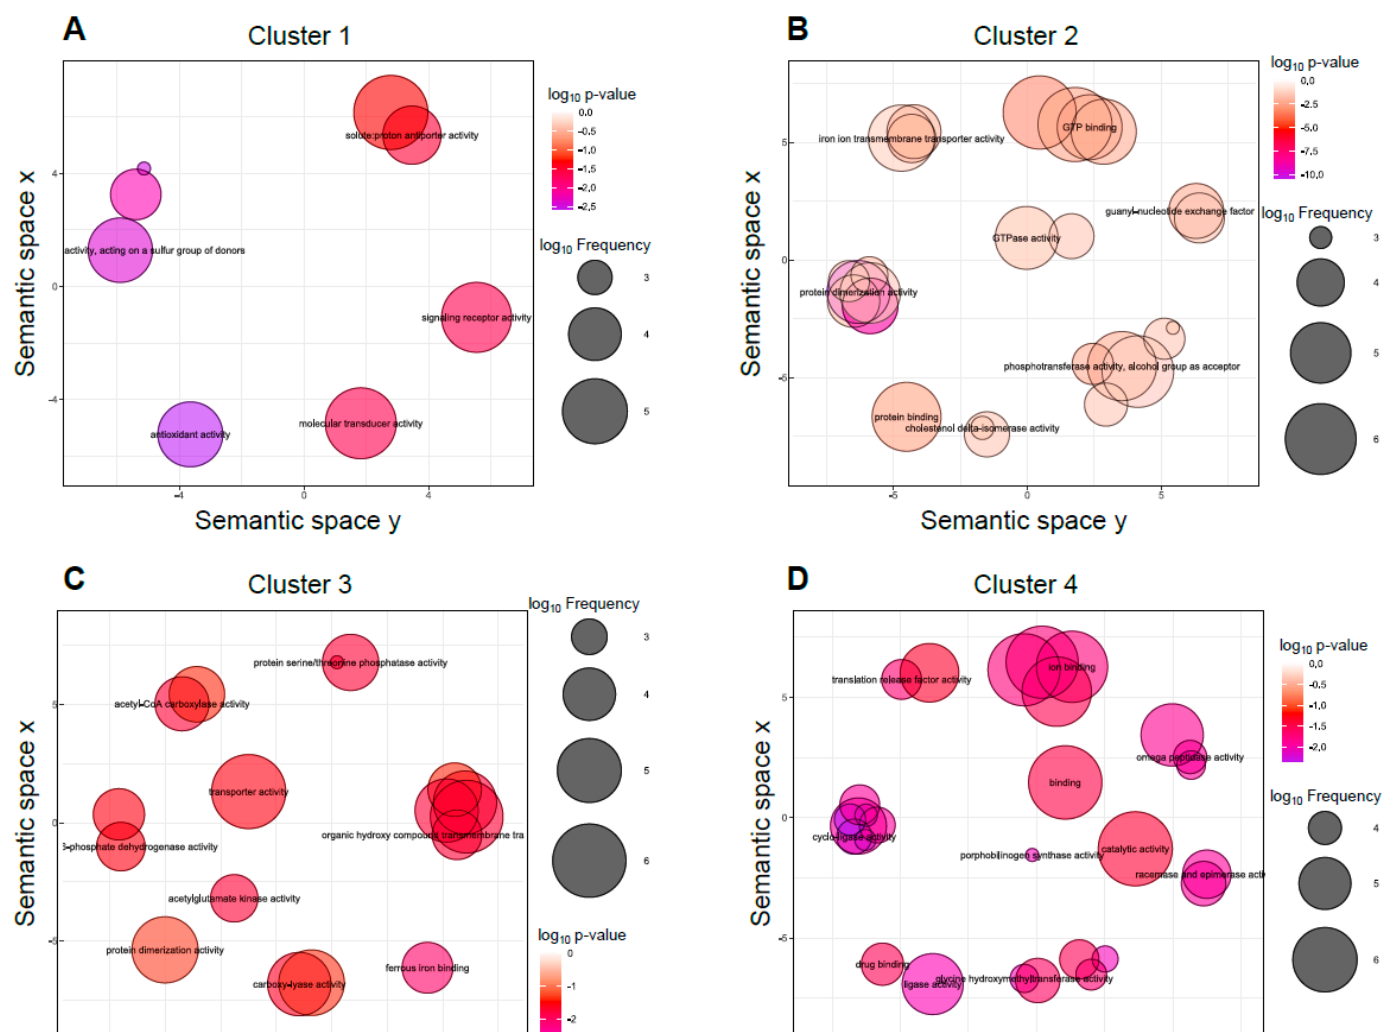 A
Cluster 1
Semantic space x
4
0
-4
-4
0
4
Semantic space y
solute:proton antiporter activity
activity, acting on a sulfur group of donors
signaling receptor activity
molecular transducer activity
antioxidant activity
log10 p-value
0.0
-0.5
-1.0
-1.5
-2.0
-2.5
log10 Frequency
3
4
5
B
Cluster 2
Semantic space x
5
0
-5
-5
0
5
Semantic space y
iron ion transmembrane transporter activity
GTP binding
guanyl-nucleotide exchange factor
GTPase activity
protein dimerization activity
phosphotransferase activity, alcohol group as acceptor
protein binding
cholestenol delta-isomerase activity
log10 p-value
0,0
-2.5
-5.0
-7.5
-10.0
log10 Frequency
3
4
5
6
C
Cluster 3
Semantic space x
5
0
-5
protein serine/threonine phosphatase activity
acetyl-CoA carboxylase activity
transporter activity
organic hydroxy compound transmembrane tra
-phosphate dehydrogenase activity
acetylglutamate kinase activity
protein dimerization activity
carboxy-lyase activity
ferrous iron binding
log10 Frequency
3
4
5
6
log10 p-value
0
-1
-2
D
Cluster 4
Semantic space x
5
0
-5
translation release factor activity
ion binding
omega peptidase activity
binding
cyclo-ligase activity
porphobilinogen synthase activity
catalytic activity
racemase and epimerase acti
drug binding
glycine hydroxymethyltransferase activity
ligase activity
log10 p-value
0,0
-0,5
-1,0
-1,5
-2,0
log10 Frequency
4
5
6